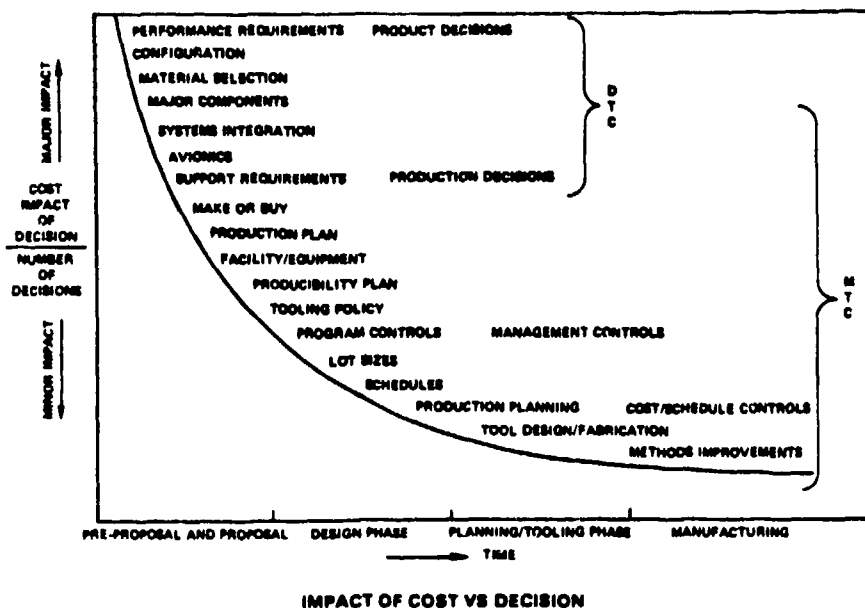 PERFORMANCE REQUIREMENTS PRODUCT DECISIONS
CONFIGURATION
MATERIAL SELECTION
MAJOR COMPONENTS
SYSTEMS INTEGRATION
AVIONICS
SUPPORT REQUIREMENTS PRODUCTION DECISIONS
MAKE OR BUY
PRODUCTION PLAN
FACILITY/EQUIPMENT
PRODUCIBILITY PLAN
TOOLING POLICY
PROGRAM CONTROLS MANAGEMENT CONTROLS
LOT SIZES
SCHEDULES
PRODUCTION PLANNING COST/SCHEDULE CONTROLS
TOOL DESIGN/FABRICATION
METHODS IMPROVEMENTS
D
T
C
M
T
C
MAJOR IMPACT
COST
IMPACT
OF
DECISION
NUMBER
OF
DECISIONS
MINOR IMPACT
PRE-PROPOSAL AND PROPOSAL DESIGN PHASE PLANNING/TOOLING PHASE MANUFACTURING
TIME
IMPACT OF COST VS DECISION